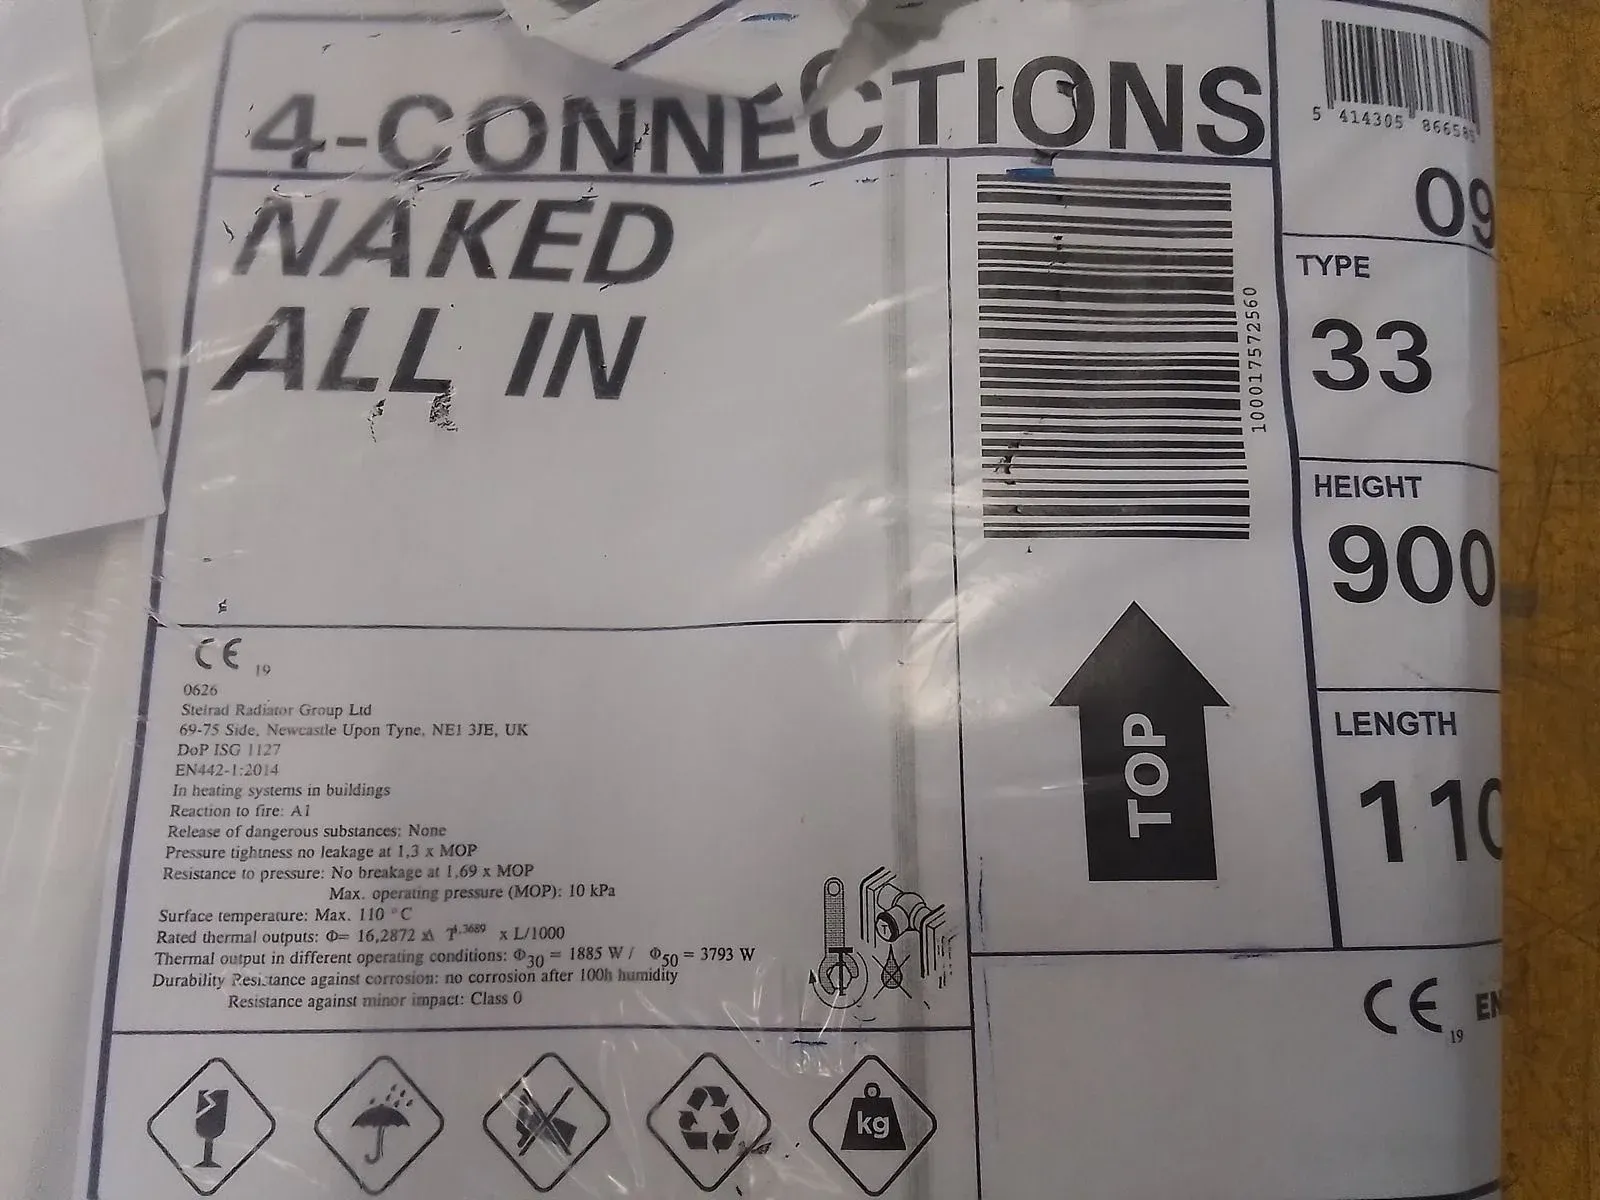 4-CONNECTIONS
NAKED
ALL IN
5 414305
09
TYPE
33
HEIGHT
900
LENGTH
110
10001757 2560
TOP
CE 19
0626
Stelrad Radiator Group Ltd
69-75 Side, Newcastle Upon Tyne, NE1 3JE, UK
DoP ISG 1127
EN442-1:2014
In heating systems in buildings
Reaction to fire: A1
Release of dangerous substances: None
Pressure tightness no leakage at 1,3 x MOP
Resistance to pressure: No breakage at 1,69 x MOP
Max. operating pressure (MOP): 10 kPa
Surface temperature: Max. 110 °C
Rated thermal outputs: Φ= 16,2872 x T1,3689 x L/1000
Thermal output in different operating conditions: Φ30 = 1885 W / Φ50 = 3793 W
Durability Resistance against corrosion: no corrosion after 100h humidity
Resistance against minor impact: Class 0
T
kg
CE 19 EN